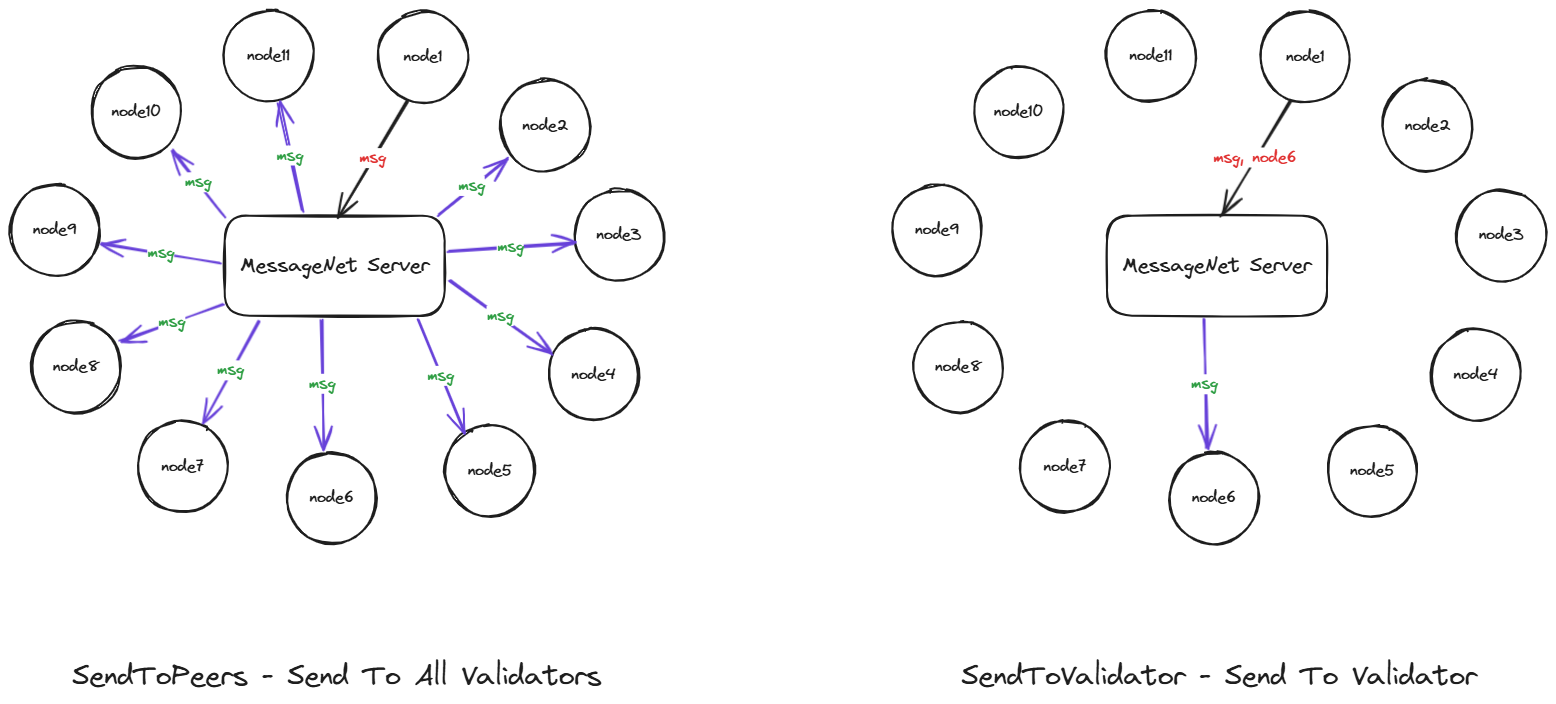 node11
node1
node10
node2
msg
msg
msg
msg
node9
node3
msg
msg
MessageNet Server
msg
msg
node8
node4
msg
msg
msg
node7
node5
node6
SendToPeers - Send To All Validators
node11
node1
node10
node2
msg, node6
node9
node3
MessageNet Server
node8
node4
msg
node7
node5
node6
SendToValidator - Send To Validator